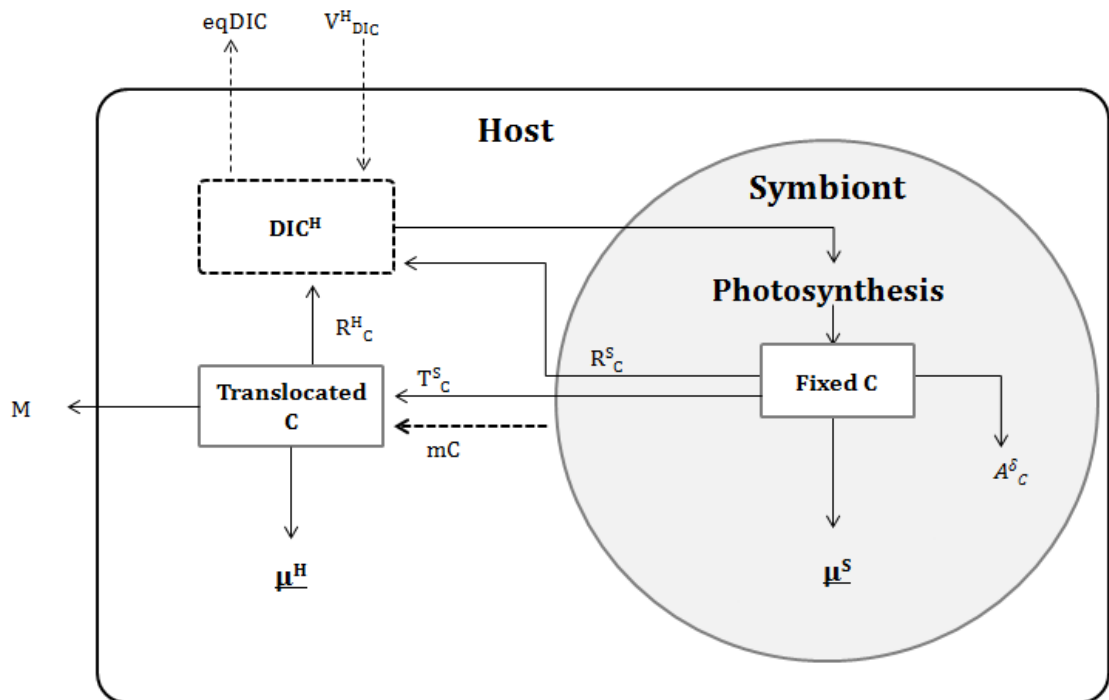 eqDIC
V^H_DIC
Host
Symbiont
DIC^H
Photosynthesis
R^H_C
R^S_C
T^S_C
Translocated
C
Fixed C
M
mC
A^δ_C
μ^H
μ^S